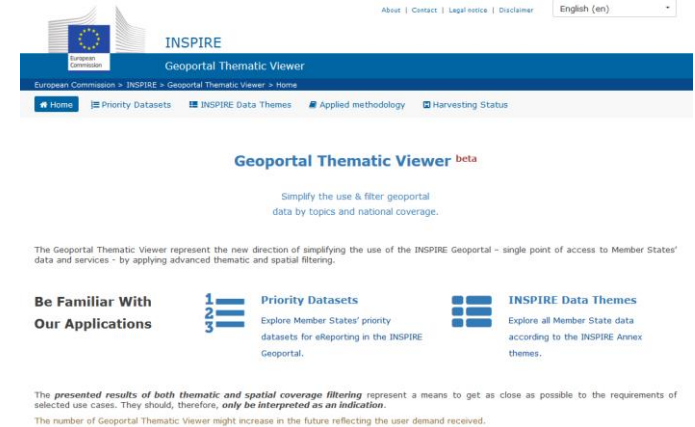 About | Contact | Legal notice | Disclaimer
English (en)
INSPIRE
European
Commission
Geoportal Thematic Viewer
European Commission > INSPIRE > Geoportal Thematic Viewer > Home
Home Priority Datasets INSPIRE Data Themes Applied methodology Harvesting Status
Geoportal Thematic Viewer beta
Simplify the use & filter geoportal
data by topics and national coverage.
The Geoportal Thematic Viewer represent the new direction of simplifying the use of the INSPIRE Geoportal – single point of access to Member States'
data and services - by applying advanced thematic and spatial filtering.
Be Familiar With
Our Applications
1
2
3
Priority Datasets
Explore Member States' priority
datasets for eReporting in the INSPIRE
Geoportal.
INSPIRE Data Themes
Explore all Member State data
according to the INSPIRE Annex
themes.
The presented results of both thematic and spatial coverage filtering represent a means to get as close as possible to the requirements of
selected use cases. They should, therefore, only be interpreted as an indication.
The number of Geoportal Thematic Viewer might increase in the future reflecting the user demand received.